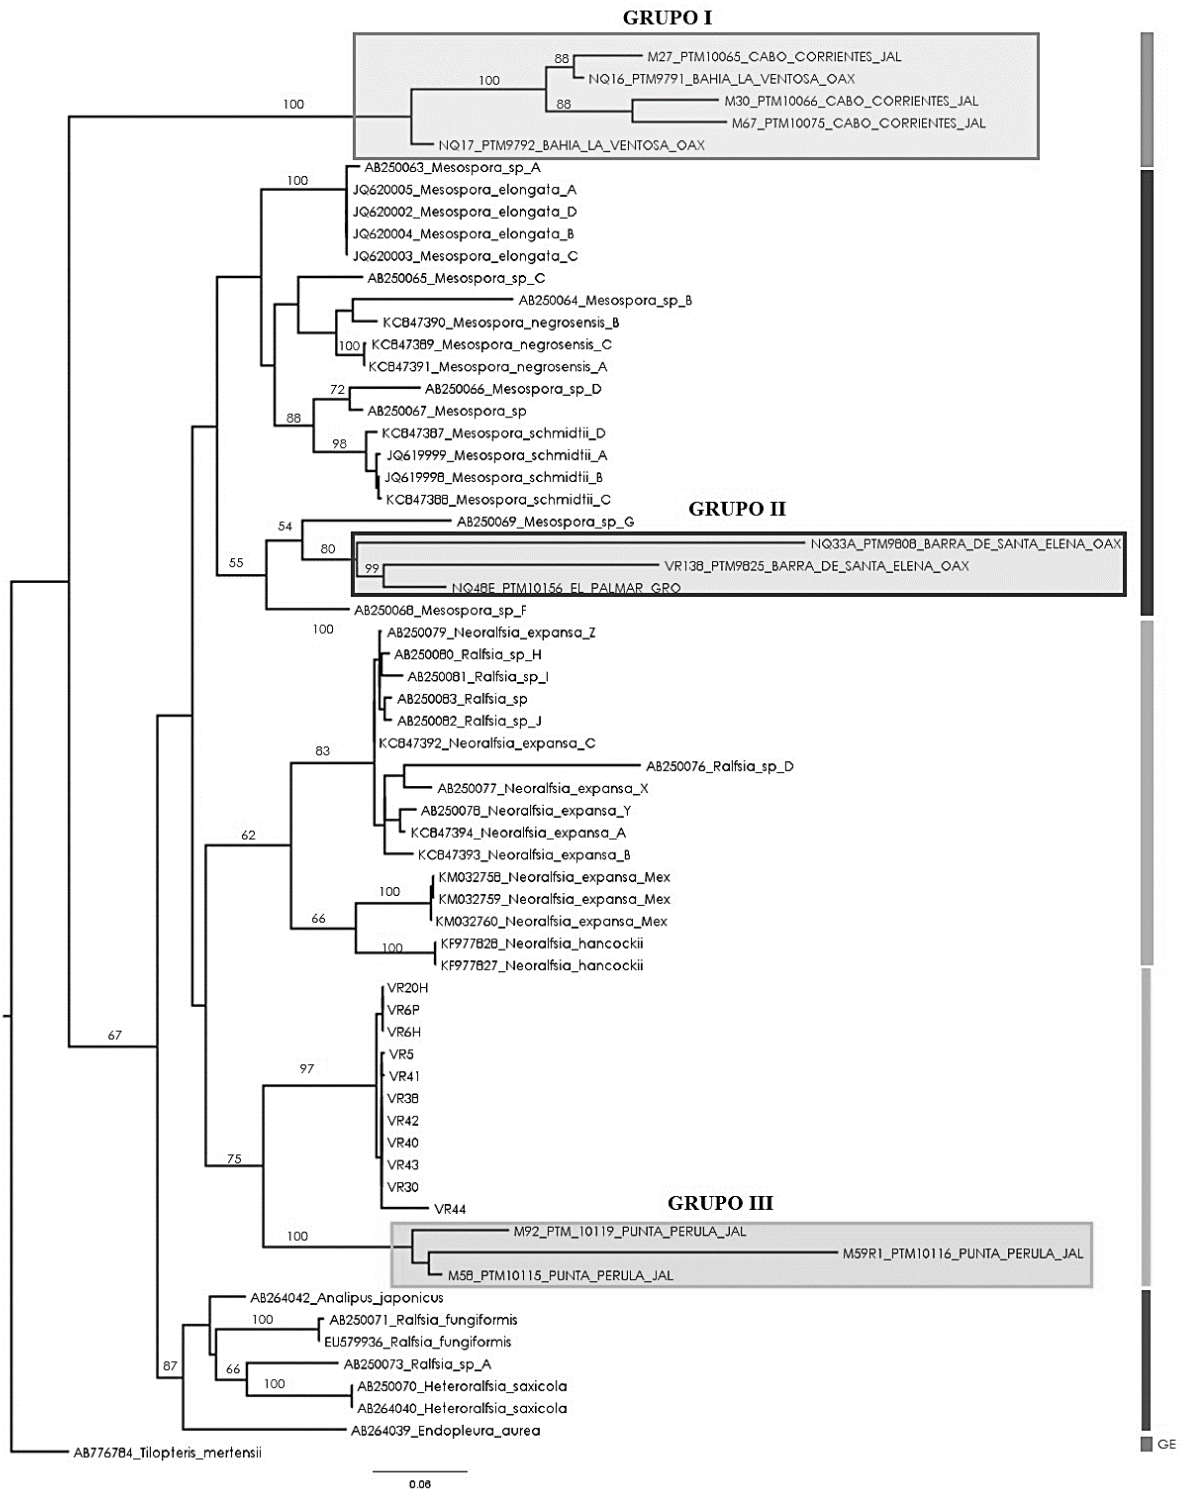 GRUPO I
88
M27_PTM10065_CABO_CORRIENTES_JAL
100
NQ16_PTM9791_BAHIA_LA_VENTOSA_OAX
100
88
M30_PTM10066_CABO_CORRIENTES_JAL
M67_PTM10075_CABO_CORRIENTES_JAL
NQ17_PTM9792_BAHIA_LA_VENTOSA_OAX
AB250063_Mesospora_sp_A
100
JQ620005_Mesospora_elongata_A
JQ620002_Mesospora_elongata_D
JQ620004_Mesospora_elongata_B
JQ620003_Mesospora_elongata_C
AB250065_Mesospora_sp_C
AB250064_Mesospora_sp_B
KC847390_Mesospora_negrosensis_B
100
KC847389_Mesospora_negrosensis_C
KC847391_Mesospora_negrosensis_A
72
AB250066_Mesospora_sp_D
AB250067_Mesospora_sp
88
KC847387_Mesospora_schmidtii_D
98
JQ619999_Mesospora_schmidtii_A
JQ619998_Mesospora_schmidtii_B
KC847388_Mesospora_schmidtii_C
GRUPO II
54
AB250069_Mesospora_sp_G
80
NQ33A_PTM9808_BARRA_DE_SANTA_ELENA_OAX
55
99
VR138_PTM9825_BARRA_DE_SANTA_ELENA_OAX
NQ48E_PTM10156_EL_PALMAR_GRO
AB250068_Mesospora_sp_F
100
AB250079_Neoralfsia_expansa_Z
AB250080_Ralfsia_sp_H
AB250081_Ralfsia_sp_I
AB250083_Ralfsia_sp
AB250082_Ralfsia_sp_J
KC847392_Neoralfsia_expansa_C
83
AB250076_Ralfsia_sp_D
AB250077_Neoralfsia_expansa_X
AB250078_Neoralfsia_expansa_Y
62
KC847394_Neoralfsia_expansa_A
KC847393_Neoralfsia_expansa_B
KM032758_Neoralfsia_expansa_Mex
100
KM032759_Neoralfsia_expansa_Mex
66
KM032760_Neoralfsia_expansa_Mex
100
KF977828_Neoralfsia_hancockii
KF977827_Neoralfsia_hancockii
VR20H
VR6P
VR6H
67
VR5
97
VR41
VR38
VR42
VR40
75
VR43
VR30
VR44
GRUPO III
100
M92_PTM_10119_PUNTA_PERULA_JAL
M59R1_PTM10116_PUNTA_PERULA_JAL
M58_PTM10115_PUNTA_PERULA_JAL
AB264042_Analipus_japonicus
100
AB250071_Ralfsia_fungiformis
EU579936_Ralfsia_fungiformis
87
66
AB250073_Ralfsia_sp_A
100
AB250070_Heteroralfsia_saxicola
AB264040_Heteroralfsia_saxicola
AB264039_Endopleura_aurea
GE
AB776784_Tilopteris_mertensii
0.06